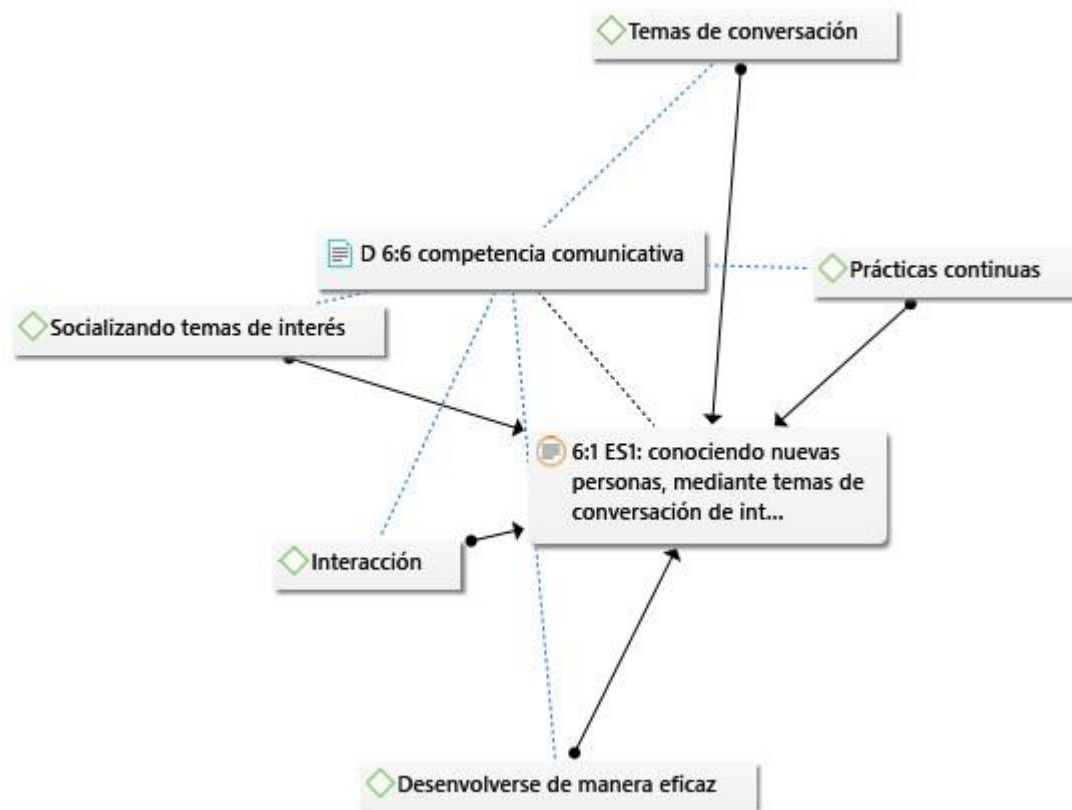 Temas de conversación
D 6:6 competencia comunicativa
Prácticas continuas
Socializando temas de interés
6:1 ES1: conociendo nuevas
personas, mediante temas de
conversación de int...
Interacción
Desenvolverse de manera eficaz